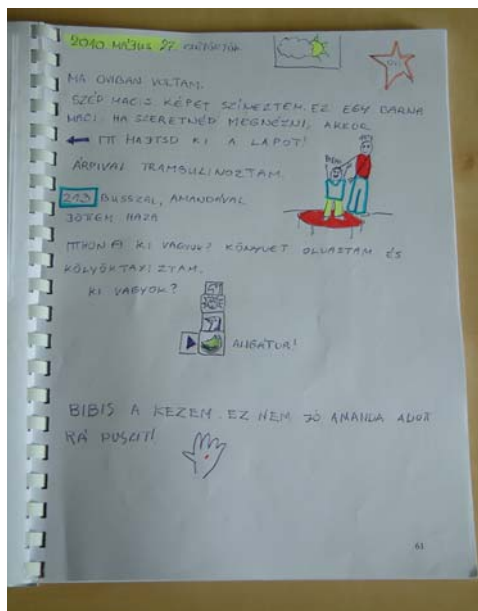 2010 MÁJUS 27. CSÜTÖRTÖK
MA OVIBAN VOLTAM.
SZÉP MACIS KÉPET SZÍNEZTEM. EZ EGY BARNA
MACI. HA SZERETNÉD MEGNÉZNI, AKKOR
← ITT HAJTSD KI A LAPOT!
ÁRPIVAL TRAMBULINOZTAM.
213 BUSSZAL, AMANDÁVAL
JÖTTEM HAZA
ITTHON A KI VAGYOK? KÖNYVET OLVASTAM ÉS
KÖLYÖKTAXIZTAM.
KI VAGYOK?
ALIGÁTOR!
BIBIS A KEZEM. EZ NEM JÓ AMANDA ADOTT
RÁ PUSZIT!
61